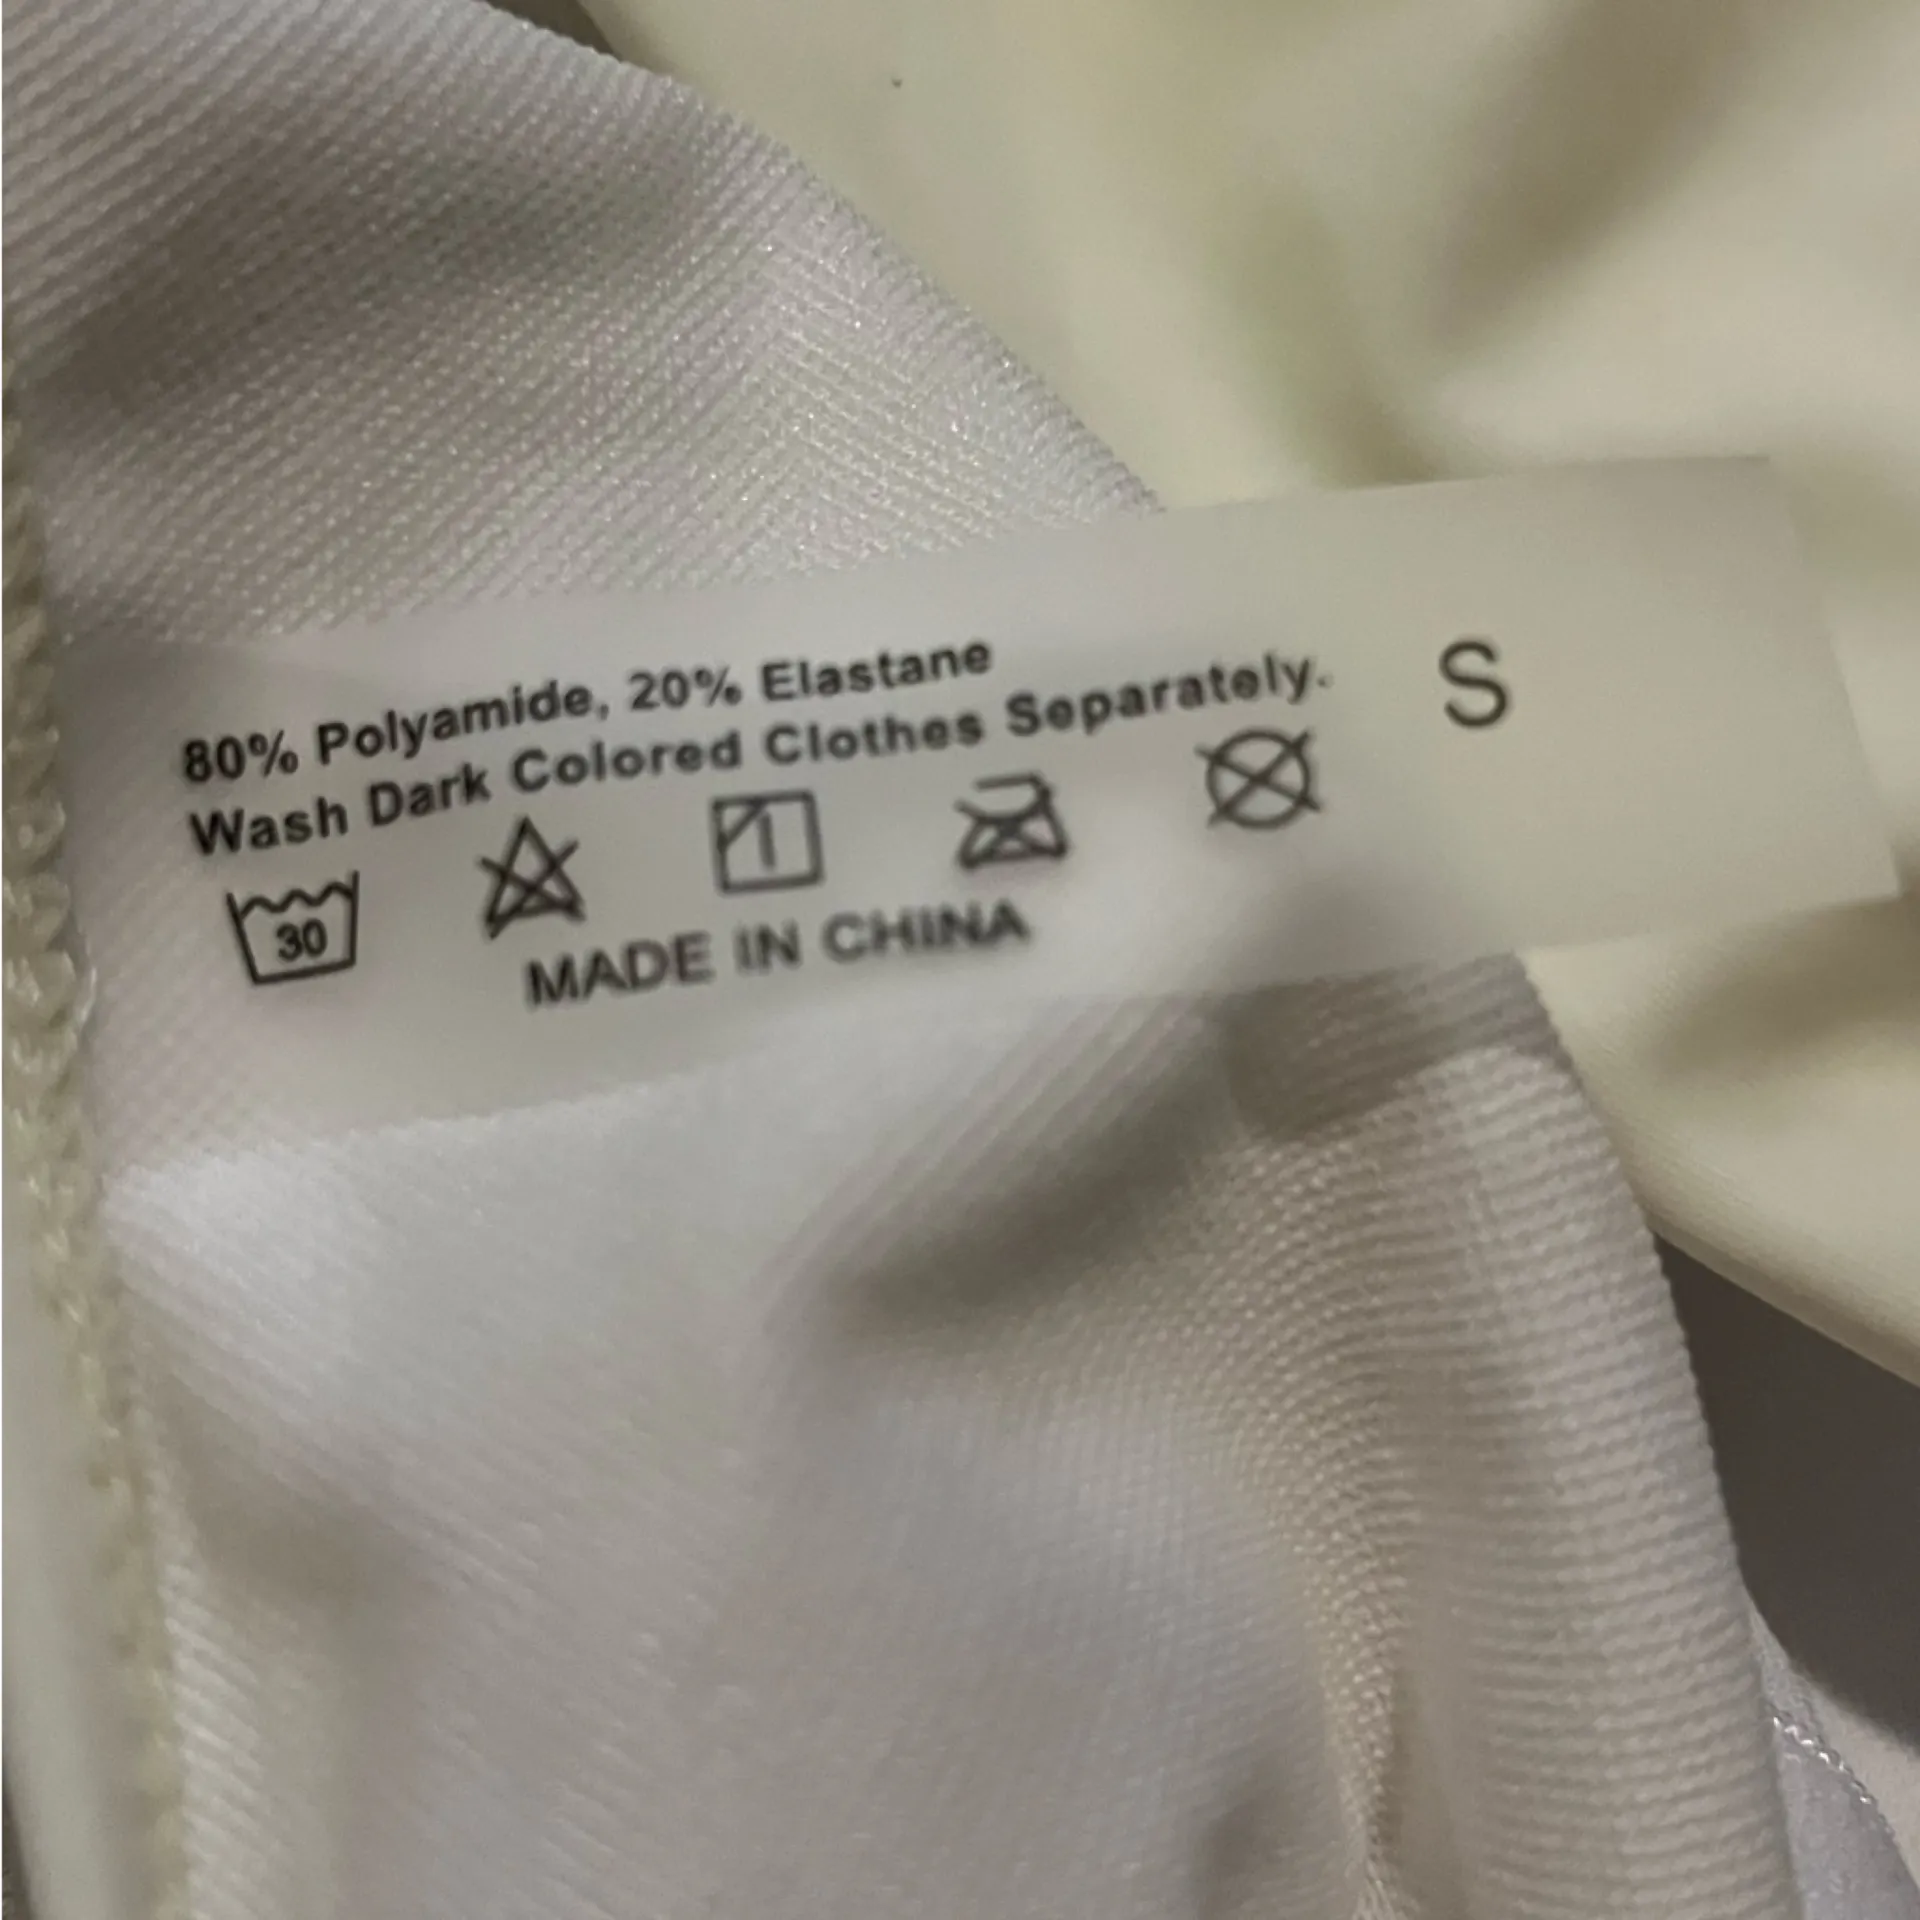 80% Polyamide, 20% Elastane
Wash Dark Colored Clothes Separately.
30
MADE IN CHINA
S